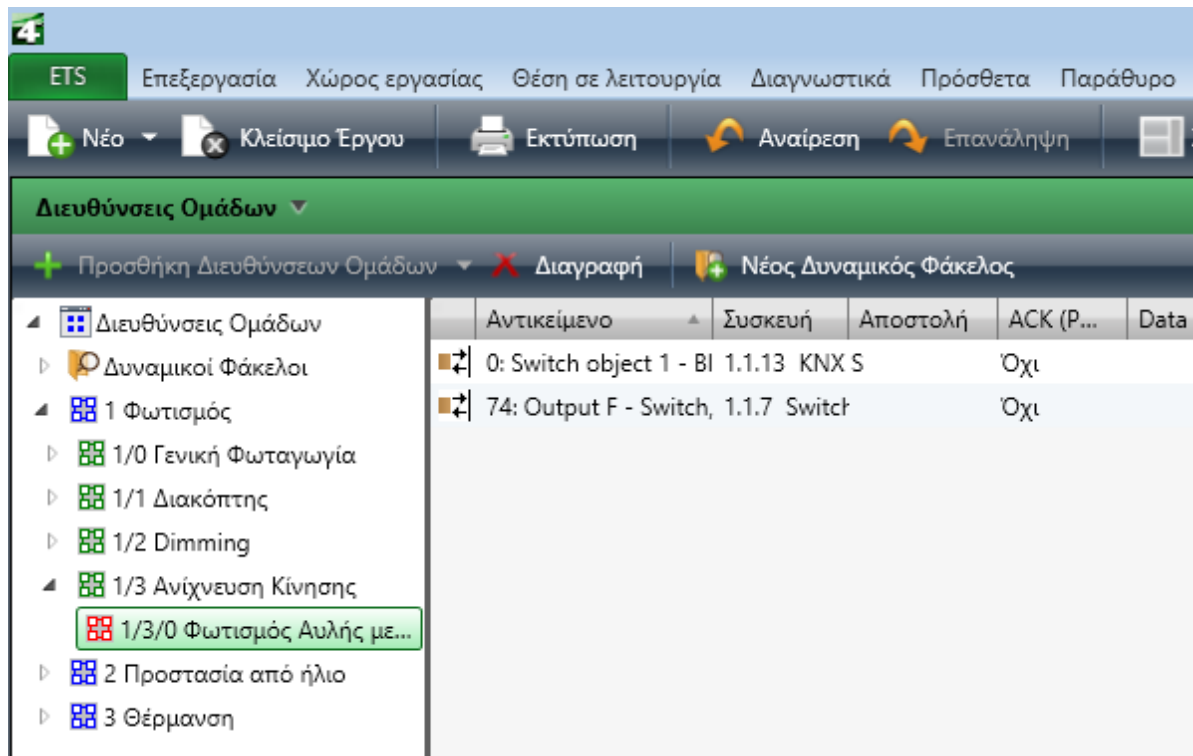 4
ETS Επεξεργασία Χώρος εργασίας Θέση σε λειτουργία Διαγνωστικά Πρόσθετα Παράθυρο
Νέο Κλείσιμο Έργου Εκτύπωση Αναίρεση Επανάληψη
Διευθύνσεις Ομάδων
Προσθήκη Διευθύνσεων Ομάδων Διαγραφή Νέος Δυναμικός Φάκελος
Διευθύνσεις Ομάδων
Δυναμικοί Φάκελοι
1 Φωτισμός
1/0 Γενική Φωταγωγία
1/1 Διακόπτης
1/2 Dimming
1/3 Ανίχνευση Κίνησης
1/3/0 Φωτισμός Αυλής με...
2 Προστασία από ήλιο
3 Θέρμανση
Αντικείμενο Συσκευή Αποστολή ACK (P... Data
0: Switch object 1 - Bl 1.1.13 KNX S Όχι
74: Output F - Switch, 1.1.7 Switch Όχι